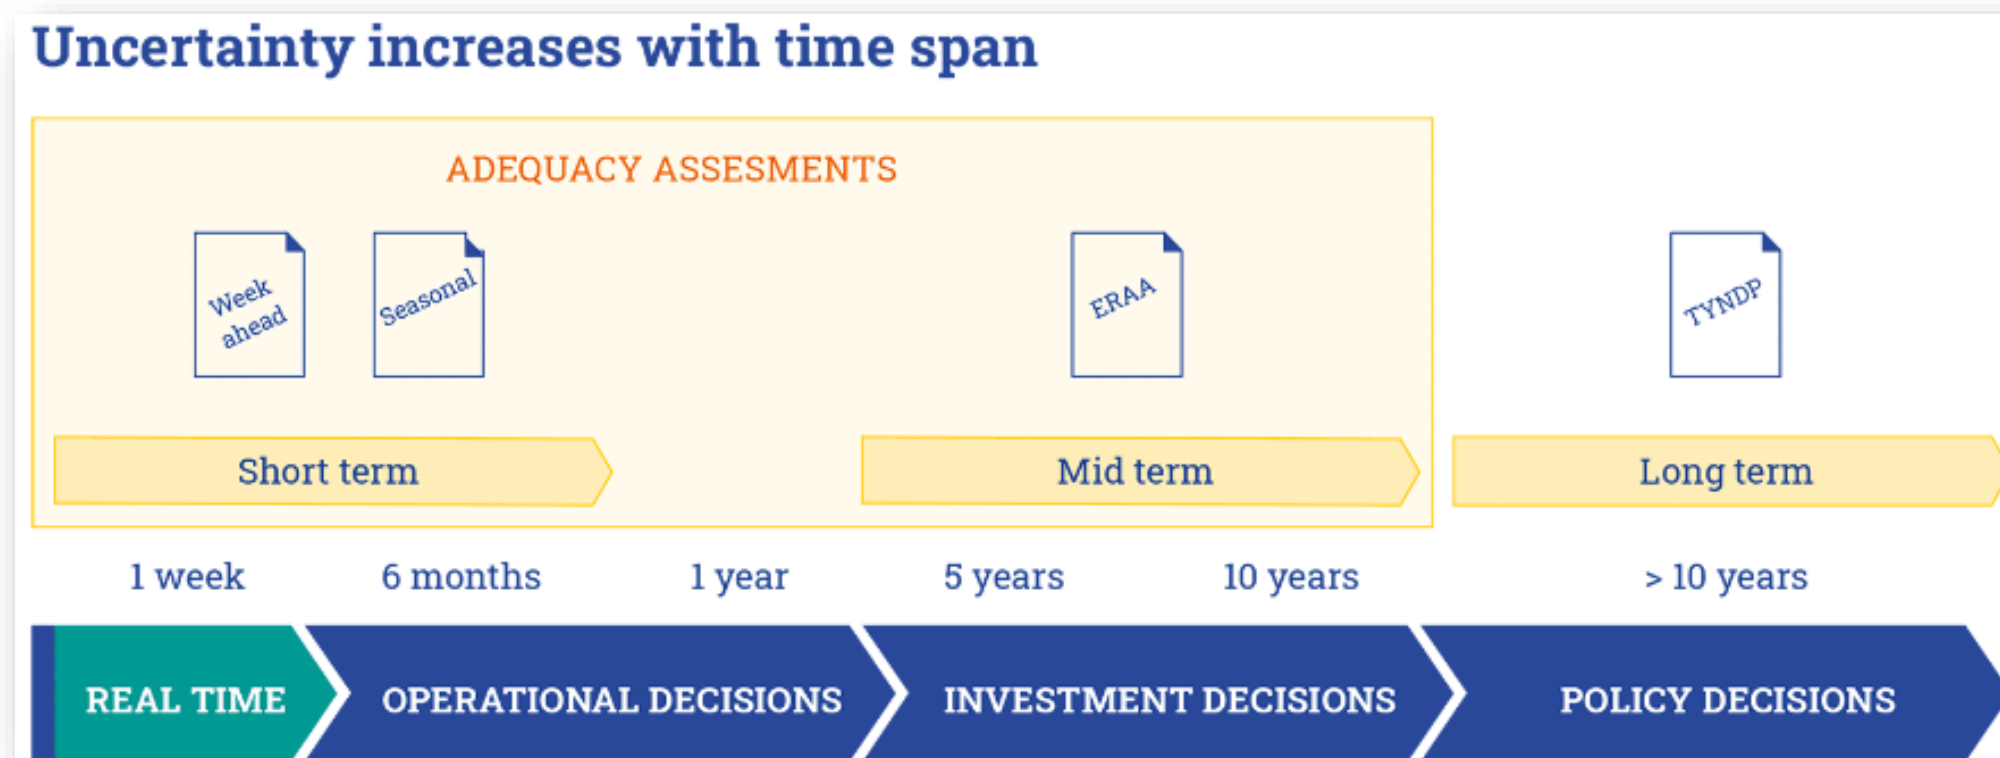 Uncertainty increases with time span
ADEQUACY ASSESMENTS
Week
ahead
Seasonal
ERAA
TYNDP
Short term
Mid term
Long term
1 week
6 months
1 year
5 years
10 years
> 10 years
REAL TIME
OPERATIONAL DECISIONS
INVESTMENT DECISIONS
POLICY DECISIONS